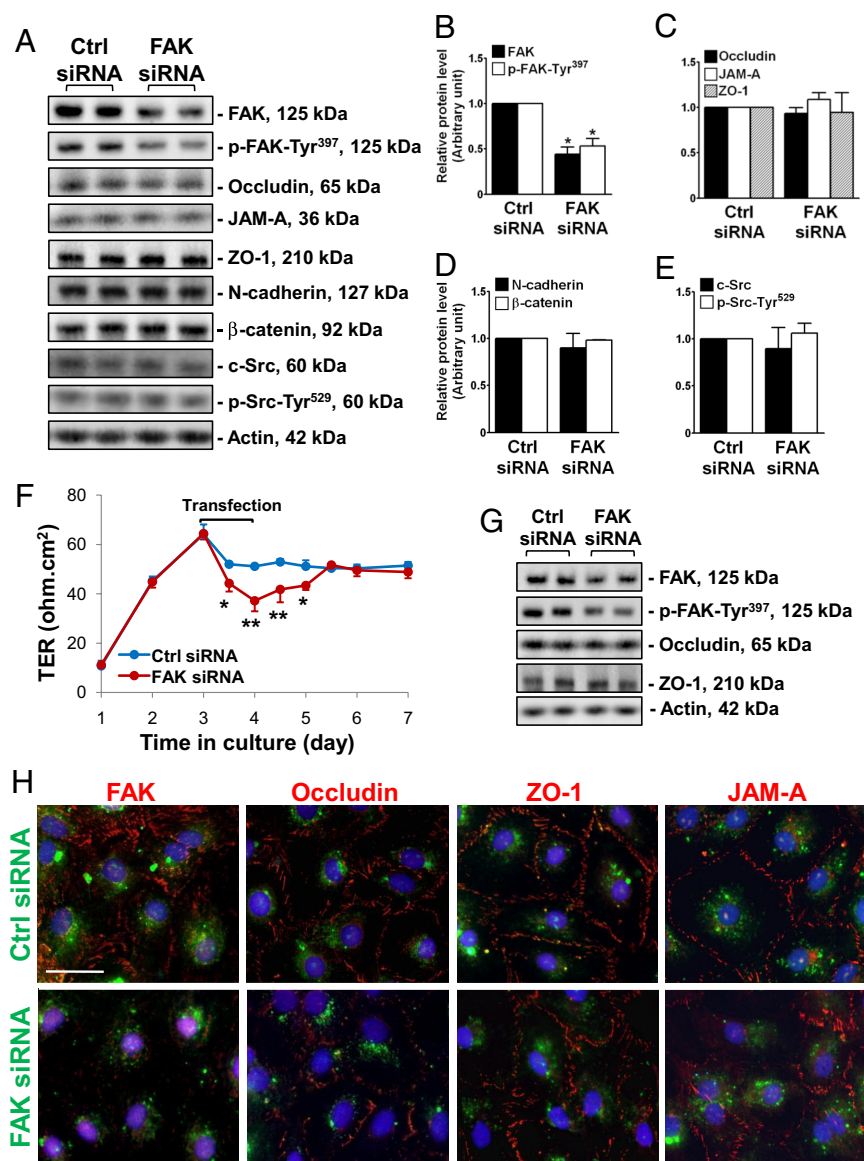 A
Ctrl siRNA
FAK siRNA
- FAK, 125 kDa
- p-FAK-Tyr³⁹⁷, 125 kDa
- Occludin, 65 kDa
- JAM-A, 36 kDa
- ZO-1, 210 kDa
- N-cadherin, 127 kDa
- β-catenin, 92 kDa
- c-Src, 60 kDa
- p-Src-Tyr⁵²⁹, 60 kDa
- Actin, 42 kDa
B
FAK
p-FAK-Tyr³⁹⁷
Relative protein level
(Arbitrary unit)
1.5
1.0
0.5
0
* *
Ctrl siRNA
FAK siRNA
C
Occludin
JAM-A
ZO-1
1.5
1.0
0.5
0
Ctrl siRNA
FAK siRNA
D
N-cadherin
β-catenin
Relative protein level
(Arbitrary unit)
1.5
1.0
0.5
0
Ctrl siRNA
FAK siRNA
E
c-Src
p-Src-Tyr⁵²⁹
1.5
1.0
0.5
0
Ctrl siRNA
FAK siRNA
F
Transfection
TER (ohm.cm²)
80
60
40
20
0
* ** ** *
Ctrl siRNA
FAK siRNA
1 2 3 4 5 6 7
Time in culture (day)
G
Ctrl siRNA
FAK siRNA
- FAK, 125 kDa
- p-FAK-Tyr³⁹⁷, 125 kDa
- Occludin, 65 kDa
- ZO-1, 210 kDa
- Actin, 42 kDa
H
FAK Occludin ZO-1 JAM-A
Ctrl siRNA
FAK siRNA